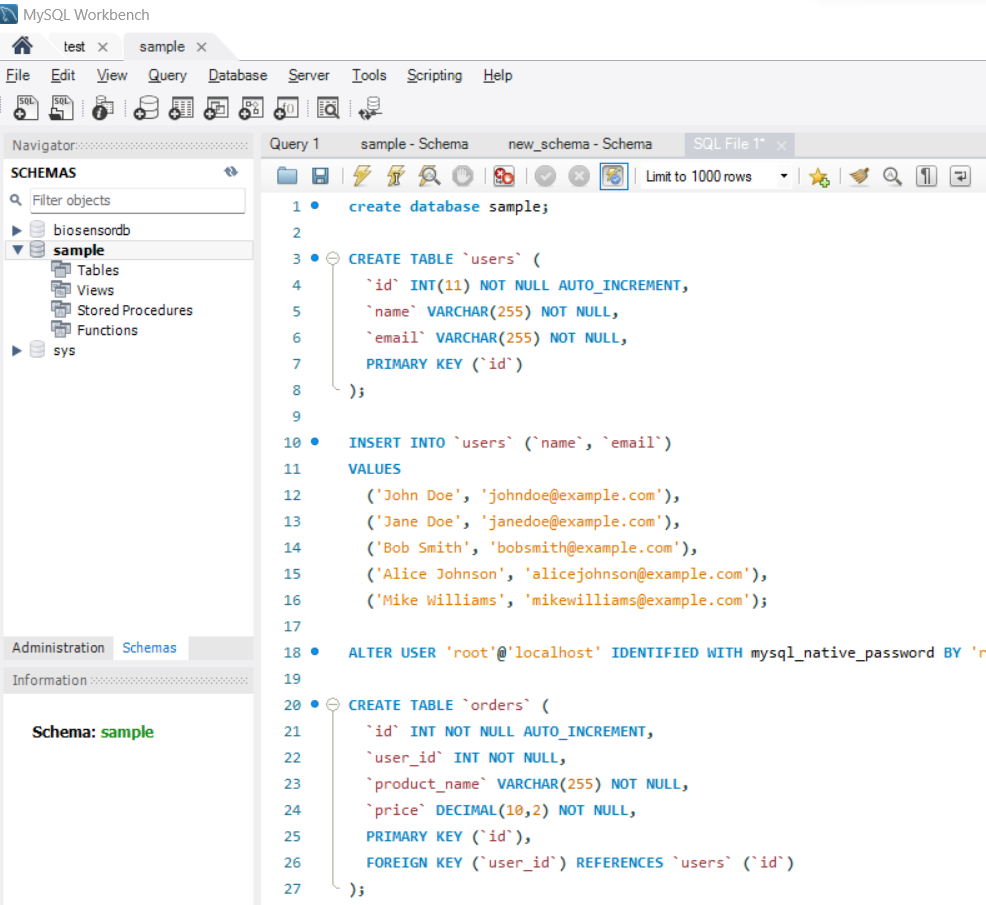 MySQL Workbench
test
sample
File Edit View Query Database Server Tools Scripting Help
Navigator
SCHEMAS
Filter objects
biosensordb
sample
Tables
Views
Stored Procedures
Functions
sys
Administration Schemas
Information
Schema: sample
Query 1 sample - Schema new_schema - Schema SQL File 1*
Limit to 1000 rows
1 create database sample;
2
3 CREATE TABLE `users` (
4 `id` INT(11) NOT NULL AUTO_INCREMENT,
5 `name` VARCHAR(255) NOT NULL,
6 `email` VARCHAR(255) NOT NULL,
7 PRIMARY KEY (`id`)
8 );
9
10 INSERT INTO `users` (`name`, `email`)
11 VALUES
12 ('John Doe', 'johndoe@example.com'),
13 ('Jane Doe', 'janedoe@example.com'),
14 ('Bob Smith', 'bobsmith@example.com'),
15 ('Alice Johnson', 'alicejohnson@example.com'),
16 ('Mike Williams', 'mikewilliams@example.com');
17
18 ALTER USER 'root'@'localhost' IDENTIFIED WITH mysql_native_password BY 'r
19
20 CREATE TABLE `orders` (
21 `id` INT NOT NULL AUTO_INCREMENT,
22 `user_id` INT NOT NULL,
23 `product_name` VARCHAR(255) NOT NULL,
24 `price` DECIMAL(10,2) NOT NULL,
25 PRIMARY KEY (`id`),
26 FOREIGN KEY (`user_id`) REFERENCES `users` (`id`)
27 );